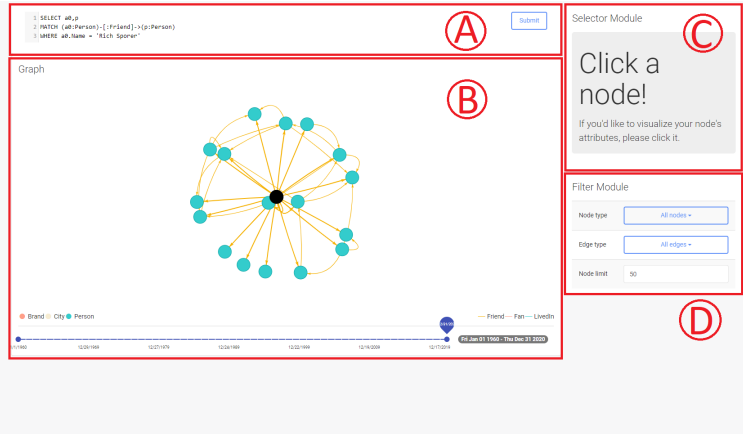 1 SELECT a0,p
2 MATCH (a0:Person)-[:Friend]->(p:Person)
3 WHERE a0.Name = 'Rich Sporer'
Submit
A
Graph
B
Brand City Person
Friend Fan LivedIn
Fri Jan 01 1960 - Thu Dec 31 2020
12/29/1969 12/27/1979 12/24/1989 12/22/1999 12/19/2009 12/17/2019
Selector Module
C
Click a
node!
If you'd like to visualize your node's
attributes, please click it.
Filter Module
Node type All nodes
Edge type All edges
Node limit 50
D